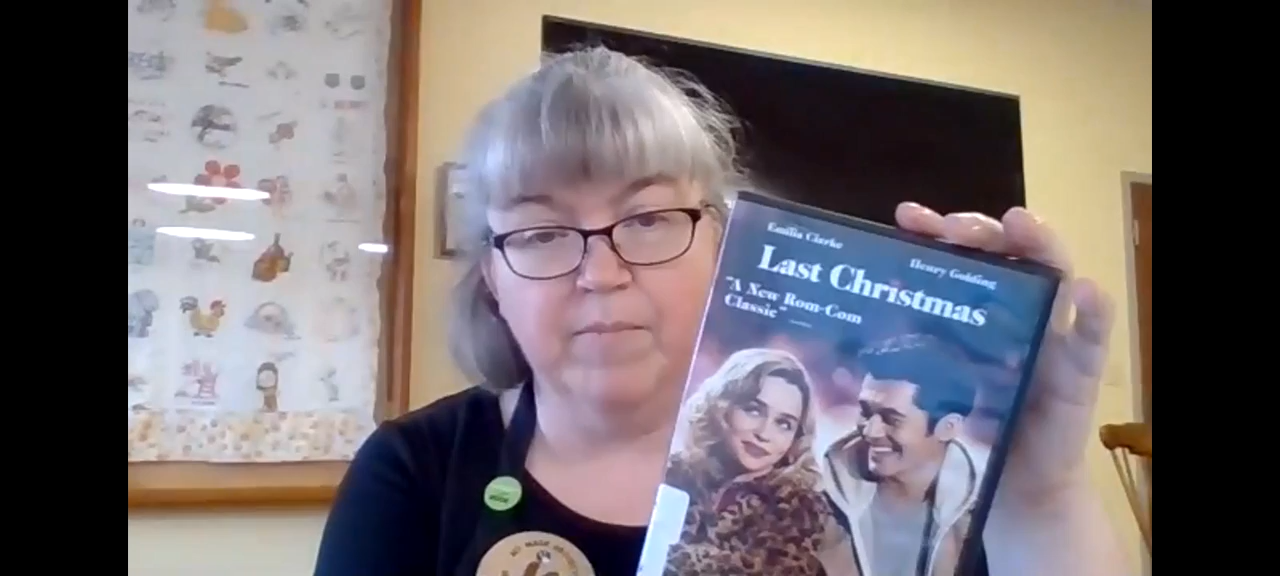 Emilia Clarke
Henry Golding
Last Christmas
"A New Rom-Com
Classic"